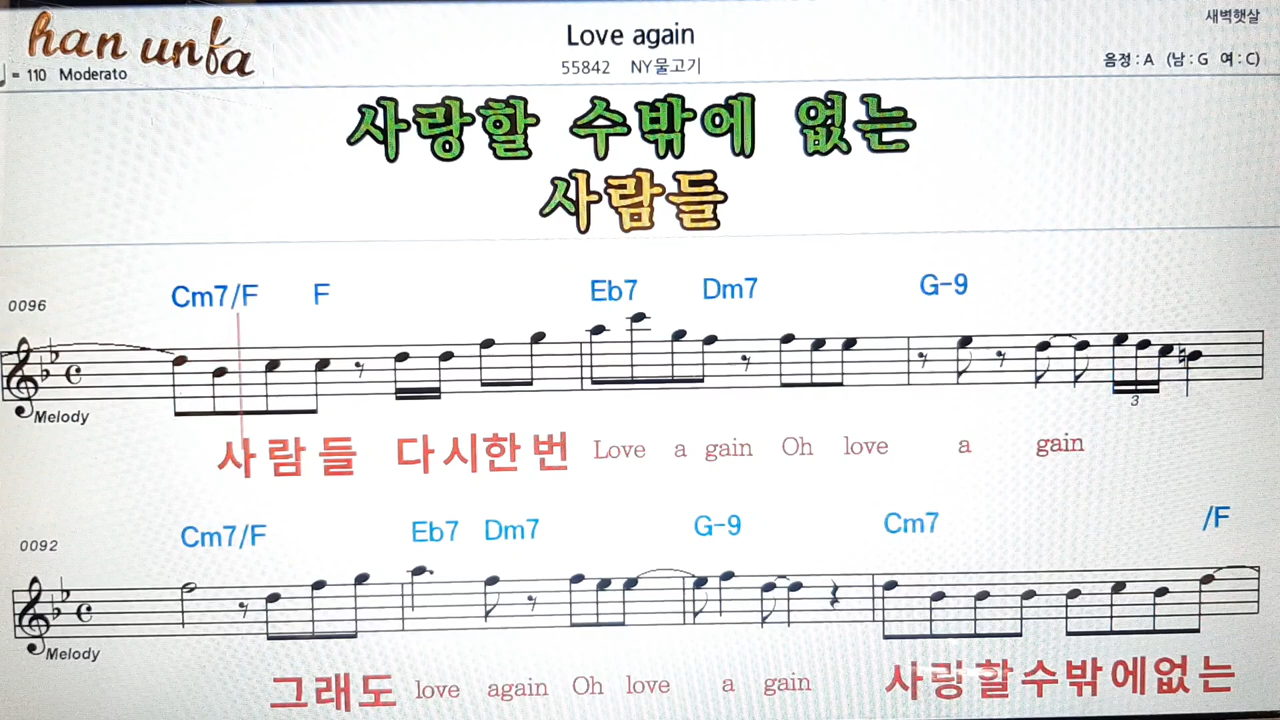 han unfa
새벽햇살
Love again
♩ = 110 Moderato
55842 NY물고기
음정 : A (남 : G 여 : C)
사랑할 수밖에 없는
사람들
0096
Cm7/F F Eb7 Dm7 G-9
3
Melody
사람들 다시한번 Love a gain Oh love a gain
0092
Cm7/F Eb7 Dm7 G-9 Cm7 /F
Melody
그래도 love again Oh love a gain 사링할수밖에없는